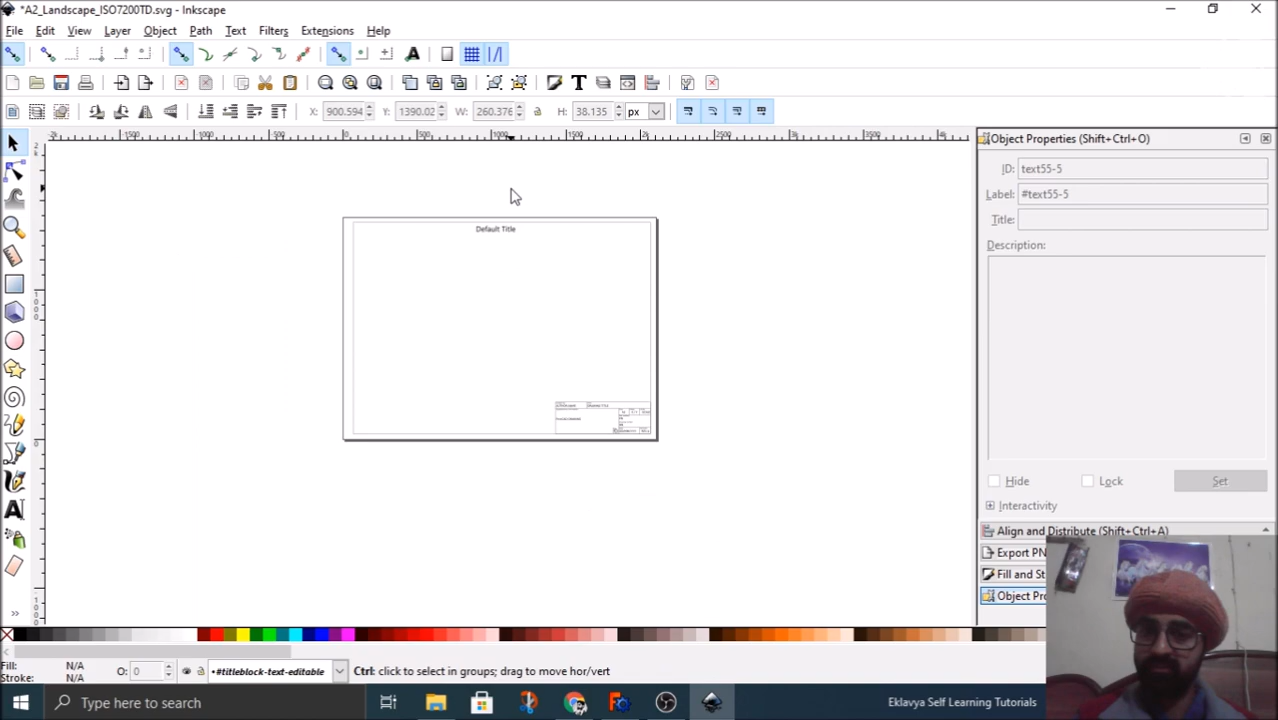 *A2_Landscape_ISO7200TD.svg - Inkscape
File Edit View Layer Object Path Text Filters Extensions Help
X: 900.594 Y: 1390.02 W: 260.376 H: 38.135 px
Object Properties (Shift+Ctrl+O)
ID: text55-5
Label: #text55-5
Title:
Description:
Default Title
Hide Lock Set
Interactivity
Align and Distribute (Shift+Ctrl+A)
Export PN
Fill and St
Object Pro
Fill: N/A
Stroke: N/A
O: 0
•#titleblock-text-editable
Ctrl: click to select in groups; drag to move hor/vert
Type here to search
Eklavya Self Learning Tutorials